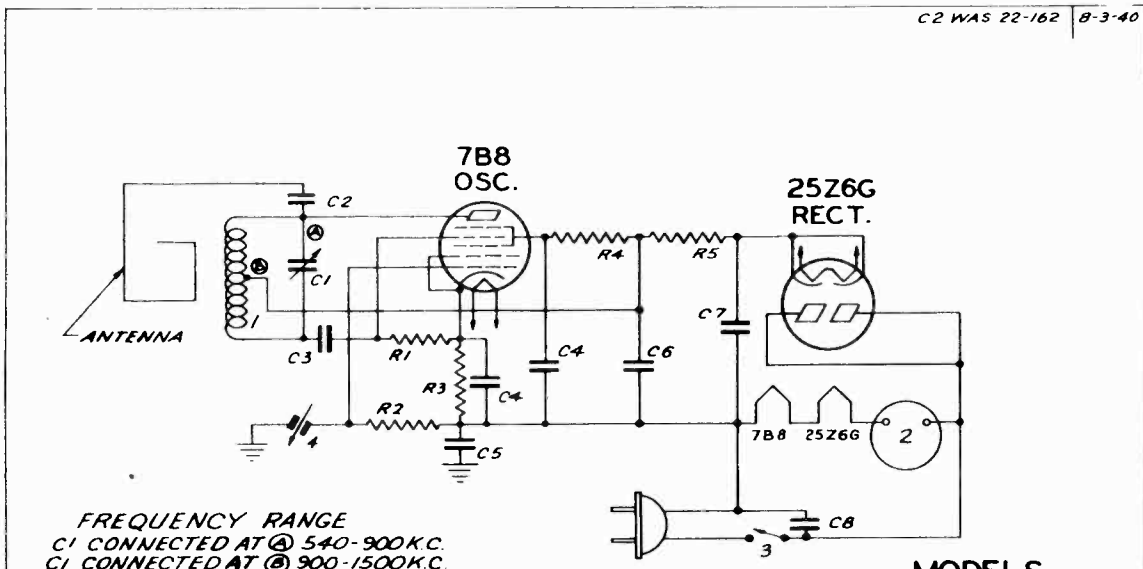 C2 WAS 22-162 8-3-40
7B8
OSC.
25Z6G
RECT.
C2
A
C1
B
1
ANTENNA
C3
R1
R2
R3
C4
C5
4
R4
R5
C4
C6
C7
7B8
25Z6G
2
C8
3
FREQUENCY RANGE
C1 CONNECTED AT A 540-900 K.C.
C1 CONNECTED AT B 900-1500 K.C.
MODELS